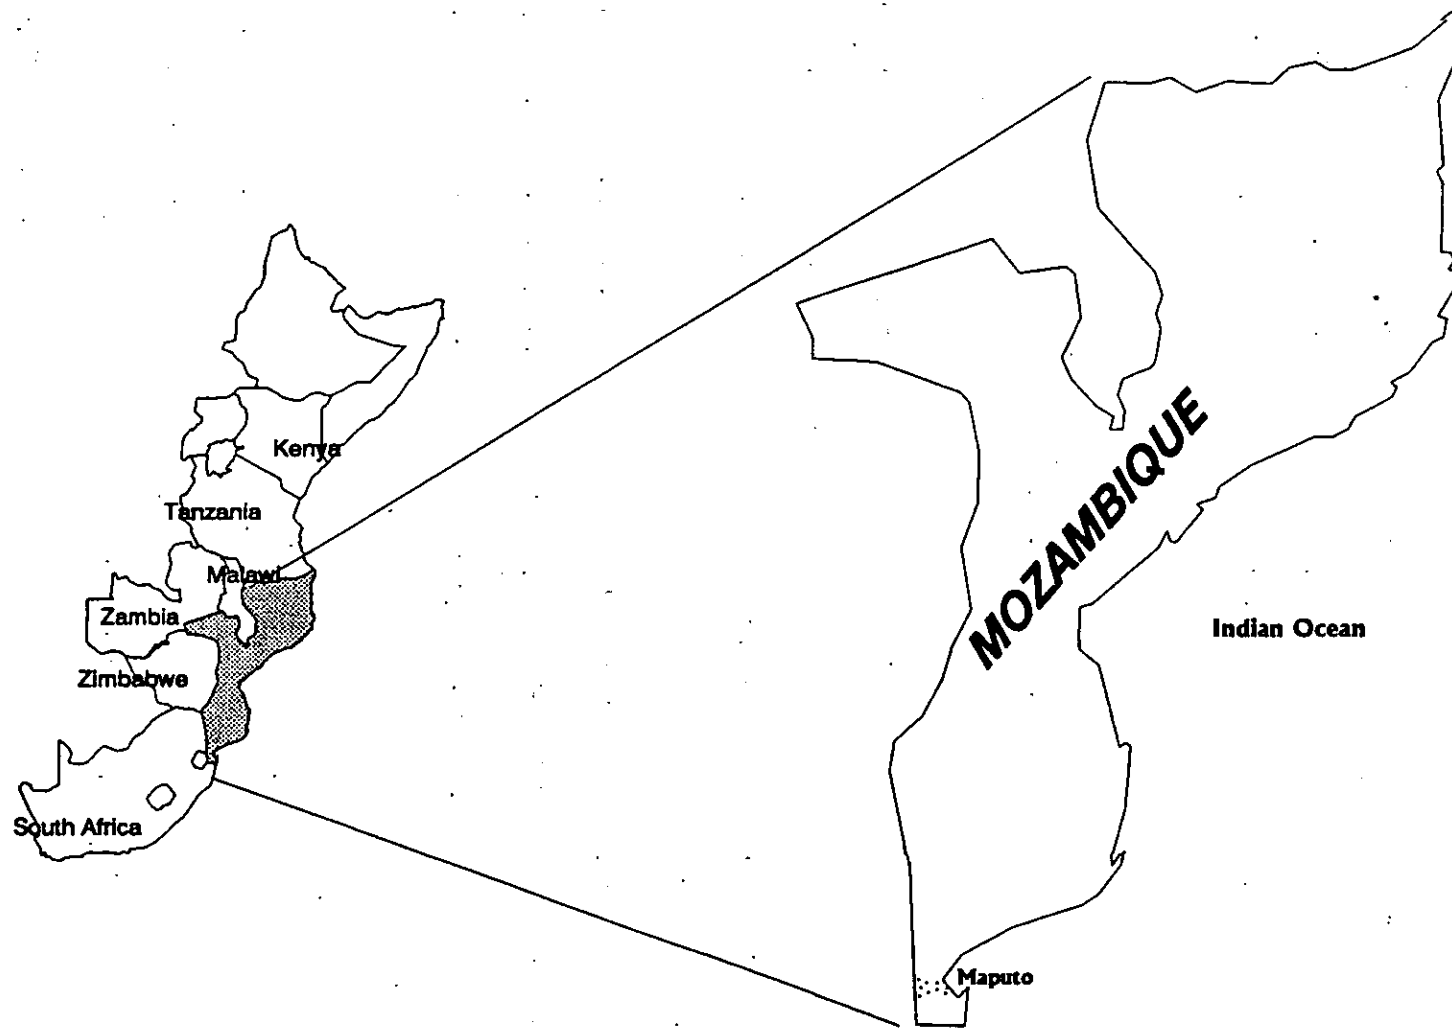 Kenya
Tanzania
Malawi
Zambia
Zimbabwe
South Africa
MOZAMBIQUE
Indian Ocean
Maputo